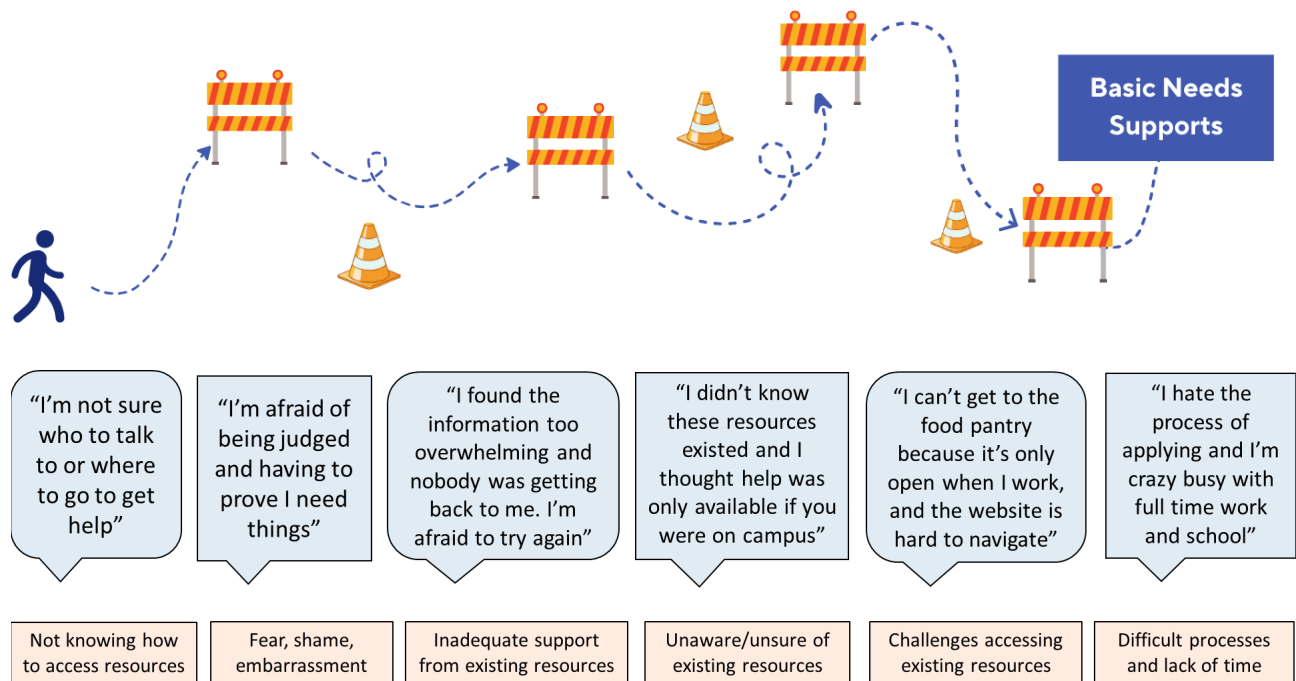 Basic Needs
Supports
“I’m not sure
who to talk
to or where
to go to get
help”
“I’m afraid of
being judged
and having to
prove I need
things”
“I found the
information too
overwhelming and
nobody was getting
back to me. I’m
afraid to try again”
“I didn’t know
these resources
existed and I
thought help was
only available if you
were on campus”
“I can’t get to the
food pantry
because it’s only
open when I work,
and the website is
hard to navigate”
“I hate the
process of
applying and I’m
crazy busy with
full time work
and school”
Not knowing how
to access resources
Fear, shame,
embarrassment
Inadequate support
from existing resources
Unaware/unsure of
existing resources
Challenges accessing
existing resources
Difficult processes
and lack of time